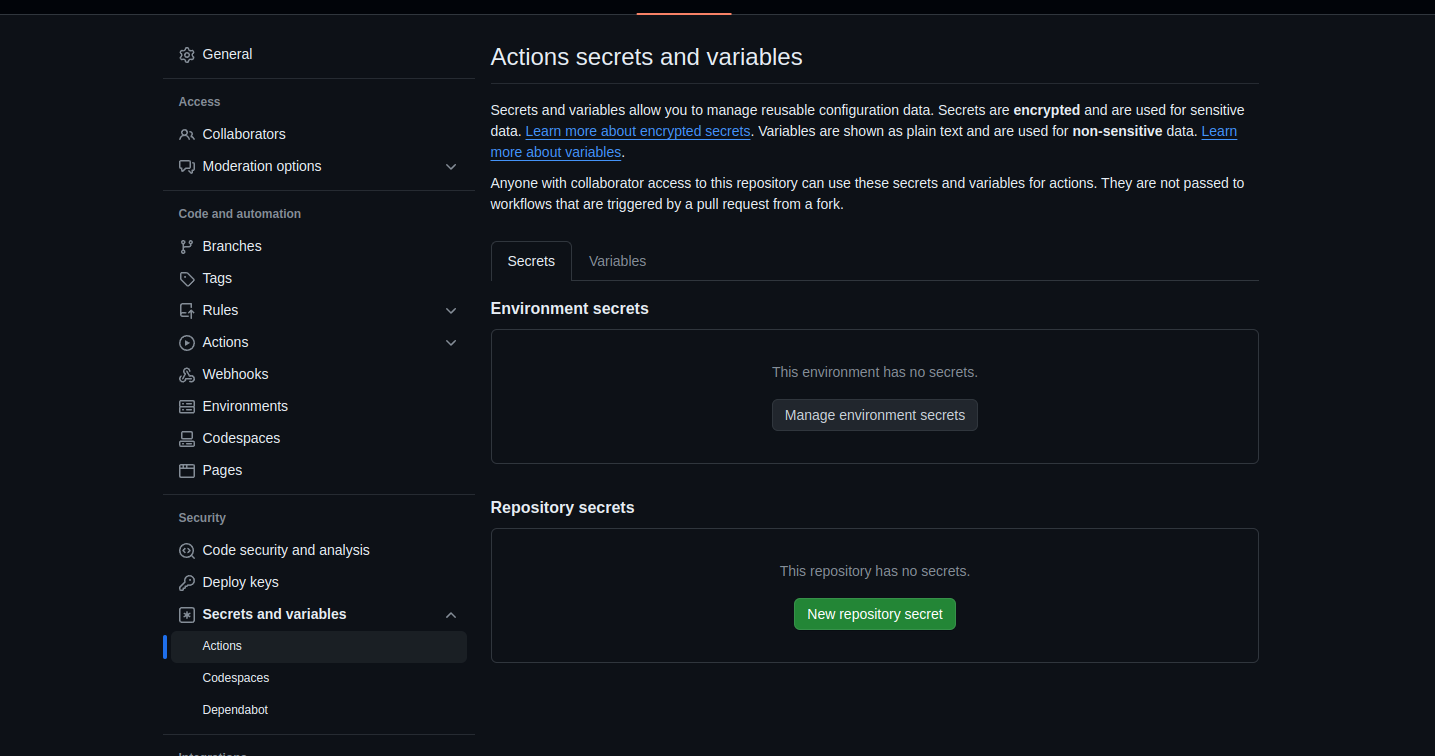 General
Access
Collaborators
Moderation options
Code and automation
Branches
Tags
Rules
Actions
Webhooks
Environments
Codespaces
Pages
Security
Code security and analysis
Deploy keys
Secrets and variables
Actions
Codespaces
Dependabot
Integrations
Actions secrets and variables
Secrets and variables allow you to manage reusable configuration data. Secrets are encrypted and are used for sensitive
data. Learn more about encrypted secrets. Variables are shown as plain text and are used for non-sensitive data. Learn
more about variables.
Anyone with collaborator access to this repository can use these secrets and variables for actions. They are not passed to
workflows that are triggered by a pull request from a fork.
Secrets Variables
Environment secrets
This environment has no secrets.
Manage environment secrets
Repository secrets
This repository has no secrets.
New repository secret